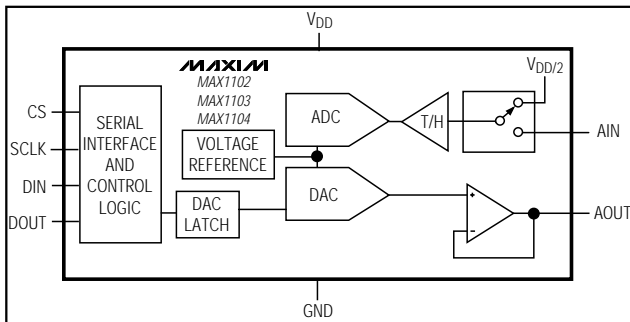 VDD
MAXIM
MAX1102
MAX1103
MAX1104
CS
SCLK
DIN
DOUT
SERIAL
INTERFACE
AND
CONTROL
LOGIC
VOLTAGE
REFERENCE
DAC
LATCH
ADC
DAC
T/H
VDD/2
AIN
+
−
AOUT
GND